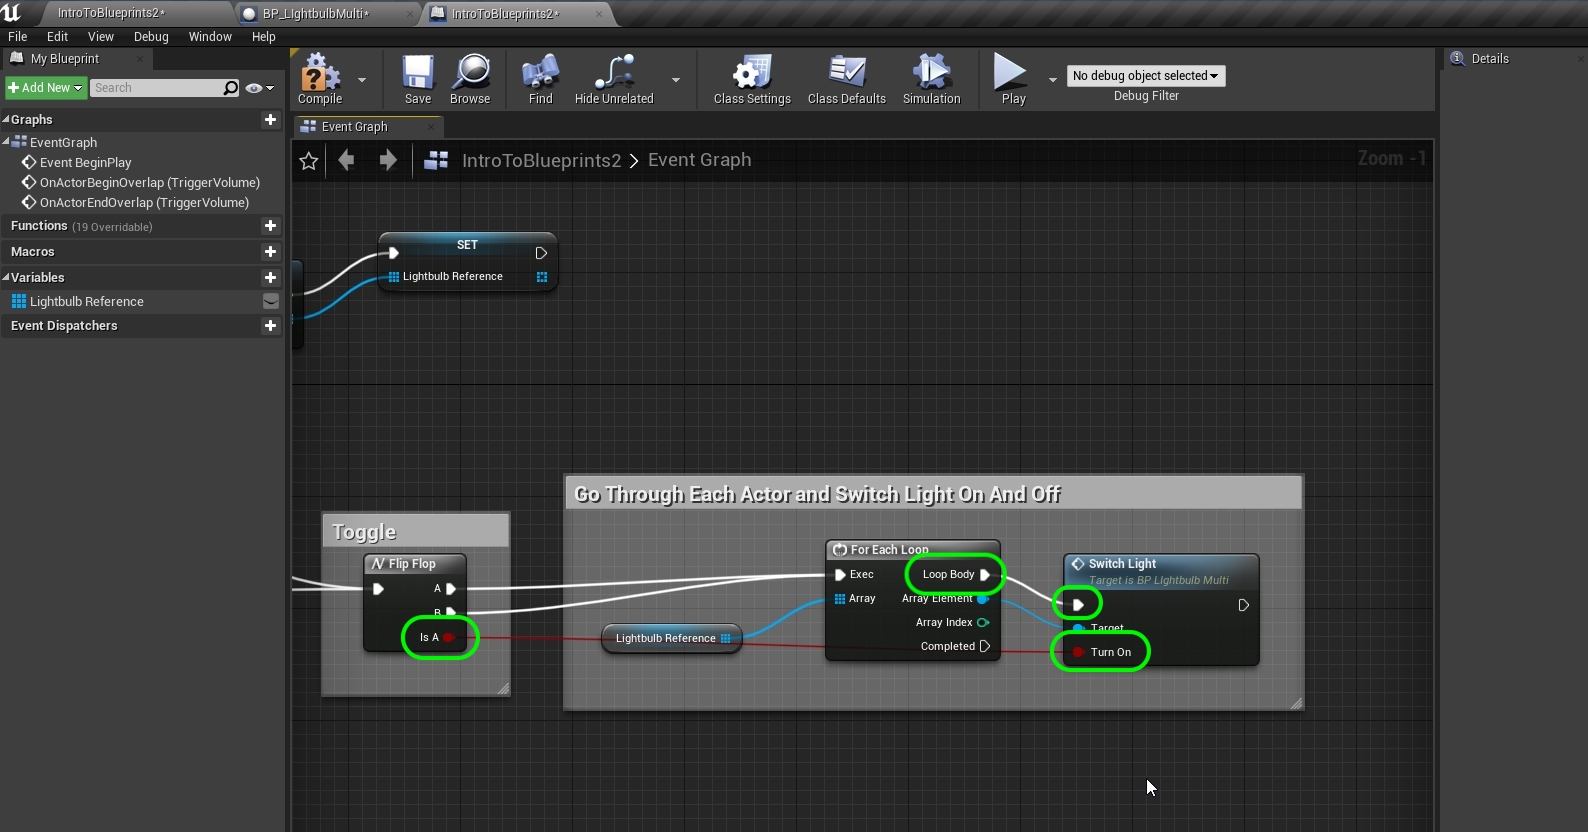 IntroToBlueprints2*
BP_LIghtbulbMulti*
IntroToBlueprints2*
File Edit View Debug Window Help
My Blueprint
Details
Add New
Search
Compile
Save
Browse
Find
Hide Unrelated
Class Settings
Class Defaults
Simulation
Play
No debug object selected
Debug Filter
Graphs
EventGraph
Event BeginPlay
OnActorBeginOverlap (TriggerVolume)
OnActorEndOverlap (TriggerVolume)
Functions (19 Overridable)
Macros
Variables
Lightbulb Reference
Event Dispatchers
Event Graph
IntroToBlueprints2 > Event Graph
Zoom -1
SET
Lightbulb Reference
Go Through Each Actor and Switch Light On And Off
Toggle
Flip Flop
A
B
Is A
Lightbulb Reference
For Each Loop
Exec
Loop Body
Array
Array Element
Array Index
Completed
Switch Light
Target is BP LIghtbulb Multi
Target
Turn On